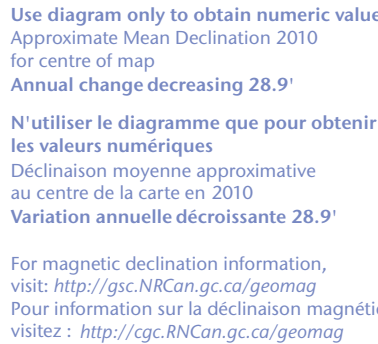 Use diagram only to obtain numeric value
Approximate Mean Declination 2010
for centre of map
Annual change decreasing 28.9'
N'utiliser le diagramme que pour obtenir
les valeurs numériques
Déclinaison moyenne approximative
au centre de la carte en 2010
Variation annuelle décroissante 28.9'
For magnetic declination information,
visit: http://gsc.NRCan.gc.ca/geomag
Pour information sur la déclinaison magnétic
visitez : http://cgc.RNCan.gc.ca/geomag